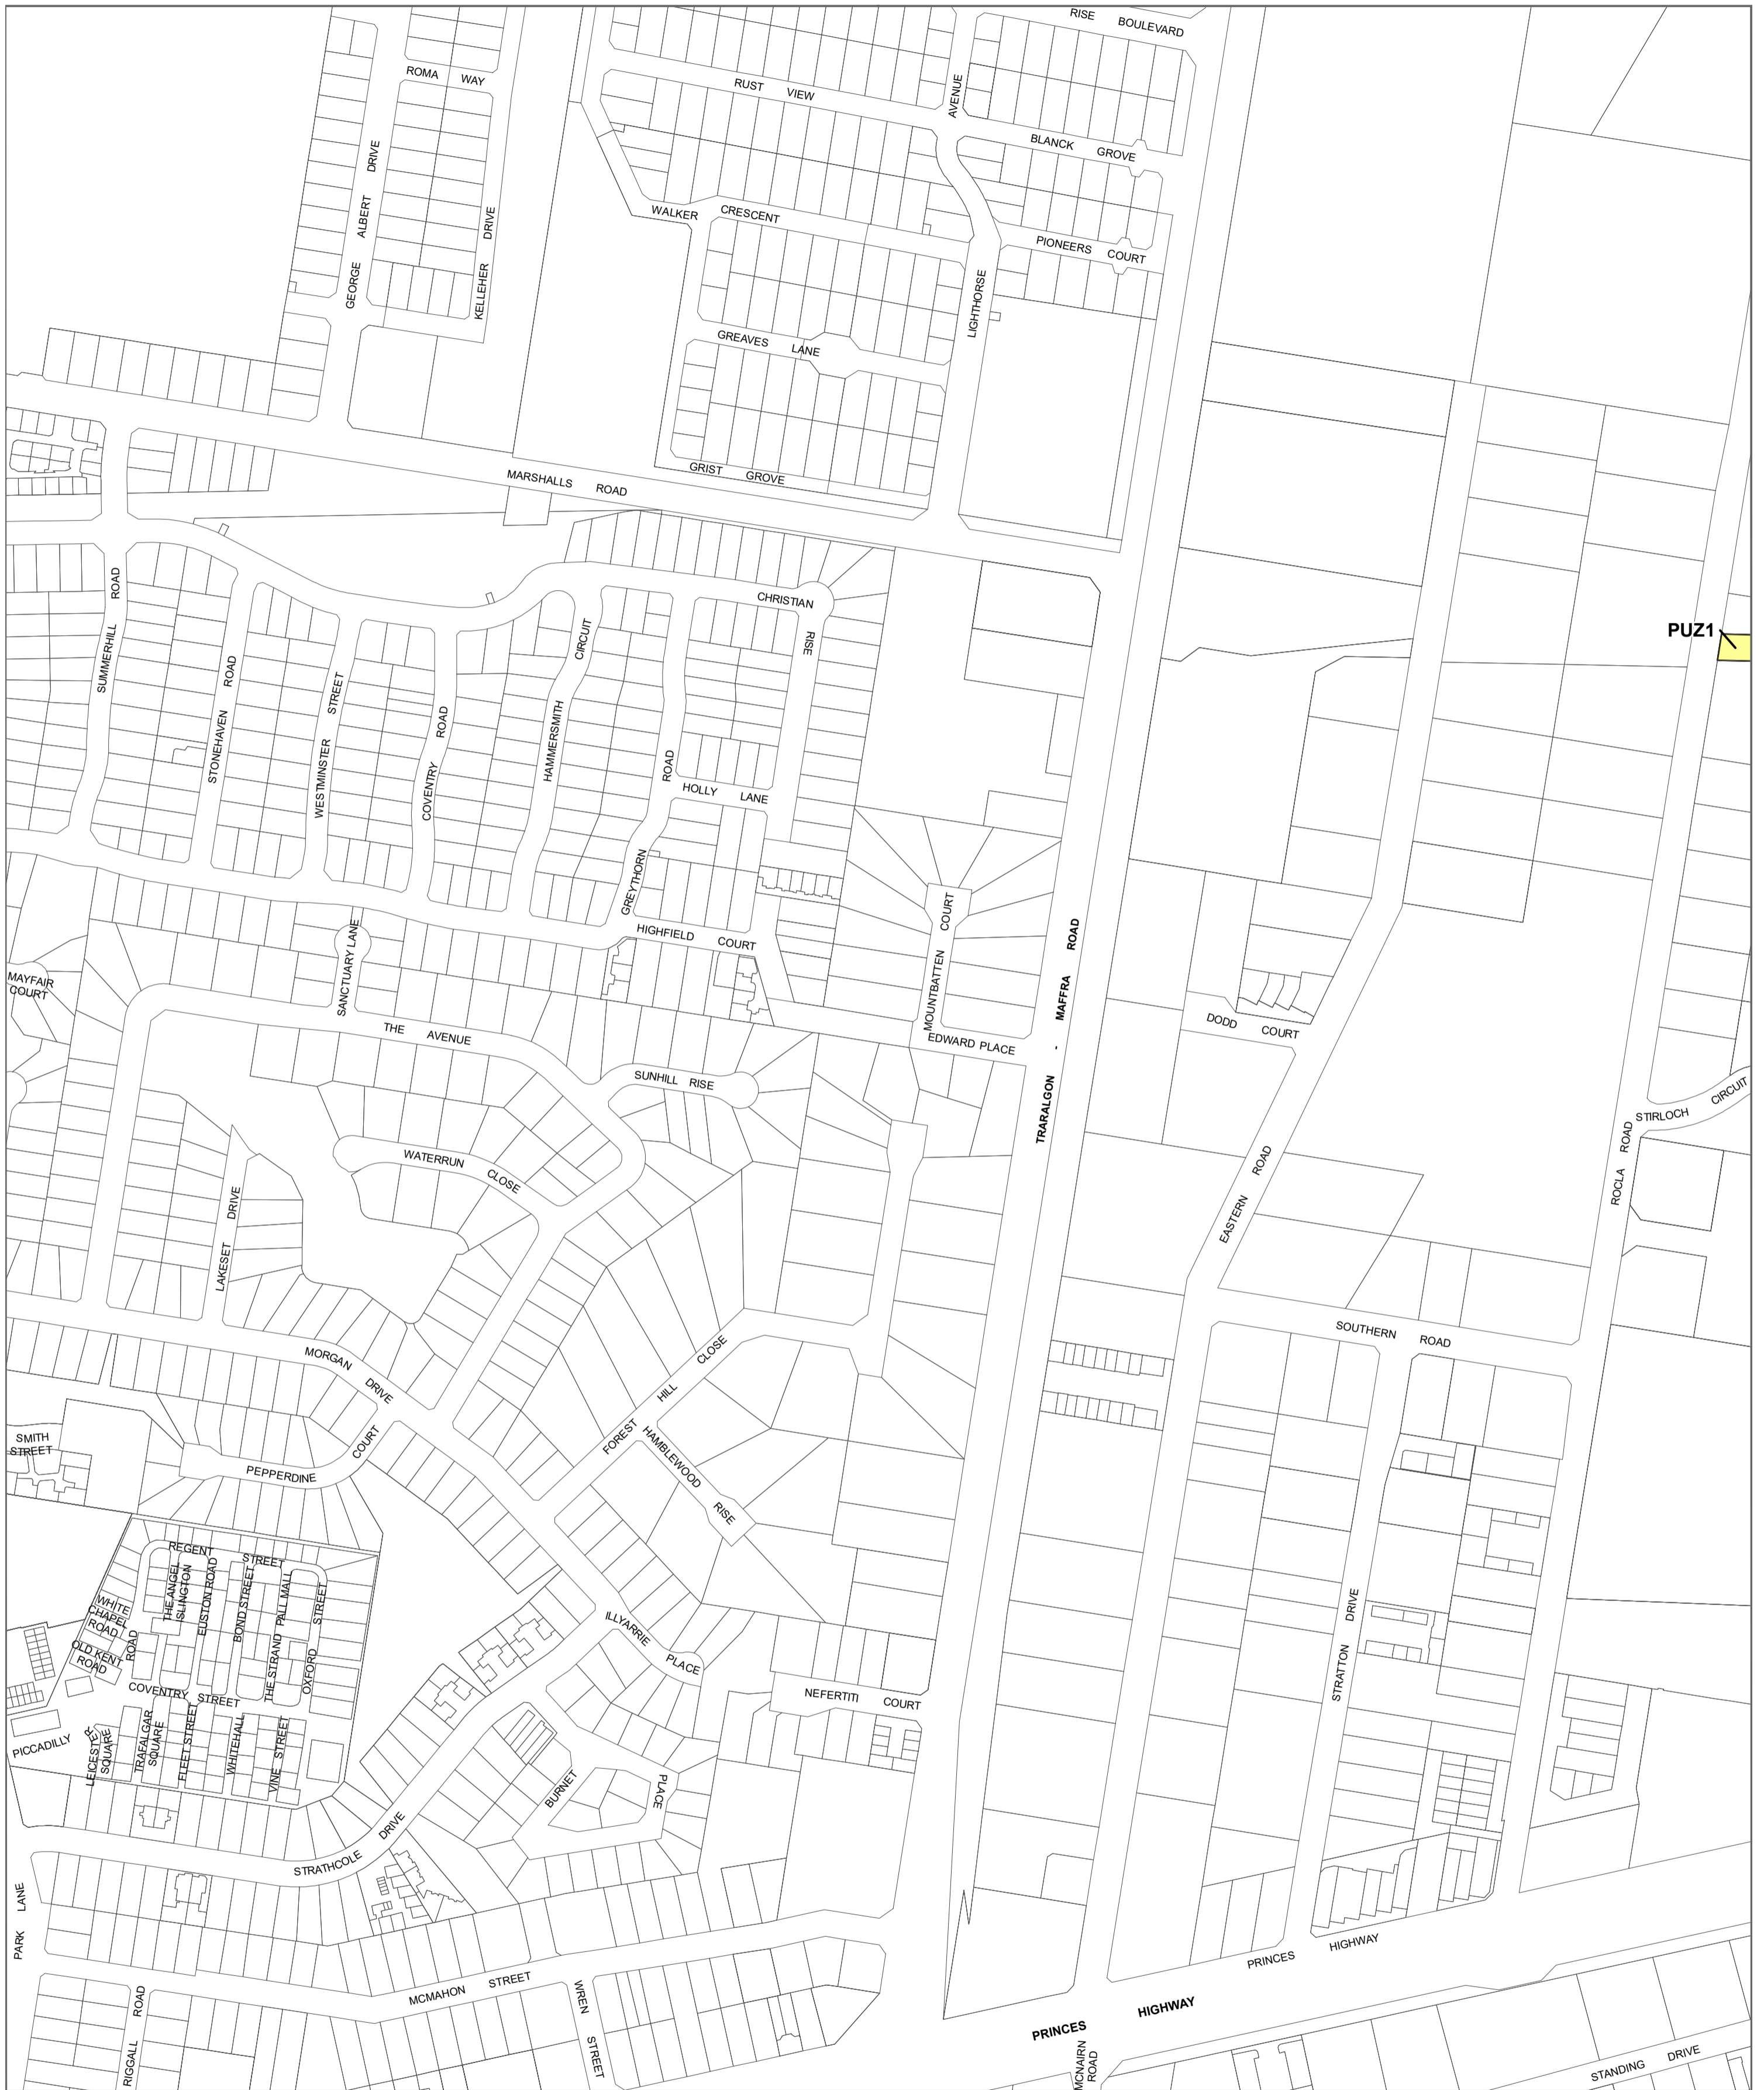 RISE BOULEVARD
ROMA WAY
RUST VIEW
AVENUE
BLANCK GROVE
GEORGE ALBERT DRIVE
KELLEHER DRIVE
WALKER CRESCENT
PIONEERS COURT
LIGHTHORSE
GREAVES LANE
GRIST GROVE
MARSHALLS ROAD
CHRISTIAN
RISE
PUZ1
SUMMERHILL ROAD
STONEHAVEN ROAD
WESTMINSTER STREET
COVENTRY ROAD
HAMMERSMITH CIRCUIT
GREYTHORN ROAD
HOLLY LANE
HIGHFIELD COURT
MOUNTBATTEN COURT
SANCTUARY LANE
MAYFAIR
COURT
THE AVENUE
EDWARD PLACE
TRARALGON - MAFFRA ROAD
DODD COURT
SUNHILL RISE
STIRLOCH CIRCUIT
ROCLA ROAD
EASTERN ROAD
WATERRUN CLOSE
LAKESET DRIVE
SOUTHERN ROAD
MORGAN DRIVE
FOREST HILL CLOSE
HAMBLEWOOD RISE
SMITH
STREET
PEPPERDINE COURT
REGENT STREET
THE ANGEL
ISLINGTON
EUSTON ROAD
BOND STREET
THE STRAND
PALL MALL
OXFORD STREET
WHITE
CHAPEL
ROAD
OLD KENT
ROAD
ROAD
COVENTRY STREET
PICCADILLY
LEICESTER
SQUARE
TRAFALGAR
SQUARE
FLEET STREET
WHITEHALL
VINE STREET
ILLYARRIE PLACE
NEFERTITI COURT
STRATTON DRIVE
BURNET PLACE
STRATHCOLE DRIVE
PARK LANE
MCMAHON STREET
WREN STREET
RIGGALL ROAD
PRINCES HIGHWAY
PRINCES HIGHWAY
MCNAIRN
ROAD
STANDING DRIVE